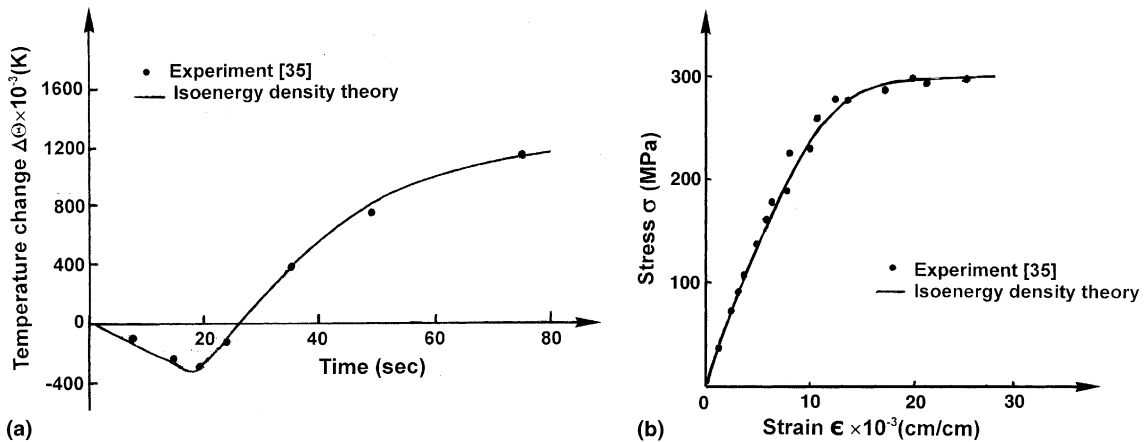 Temperature change ΔΘ×10⁻³(K)
1600
1200
800
400
0
-400
20
40
60
80
Time (sec)
Experiment [35]
Isoenergy density theory
(a)
Stress σ (MPa)
300
200
100
0
10
20
30
Strain ϵ ×10⁻³(cm/cm)
Experiment [35]
Isoenergy density theory
(b)